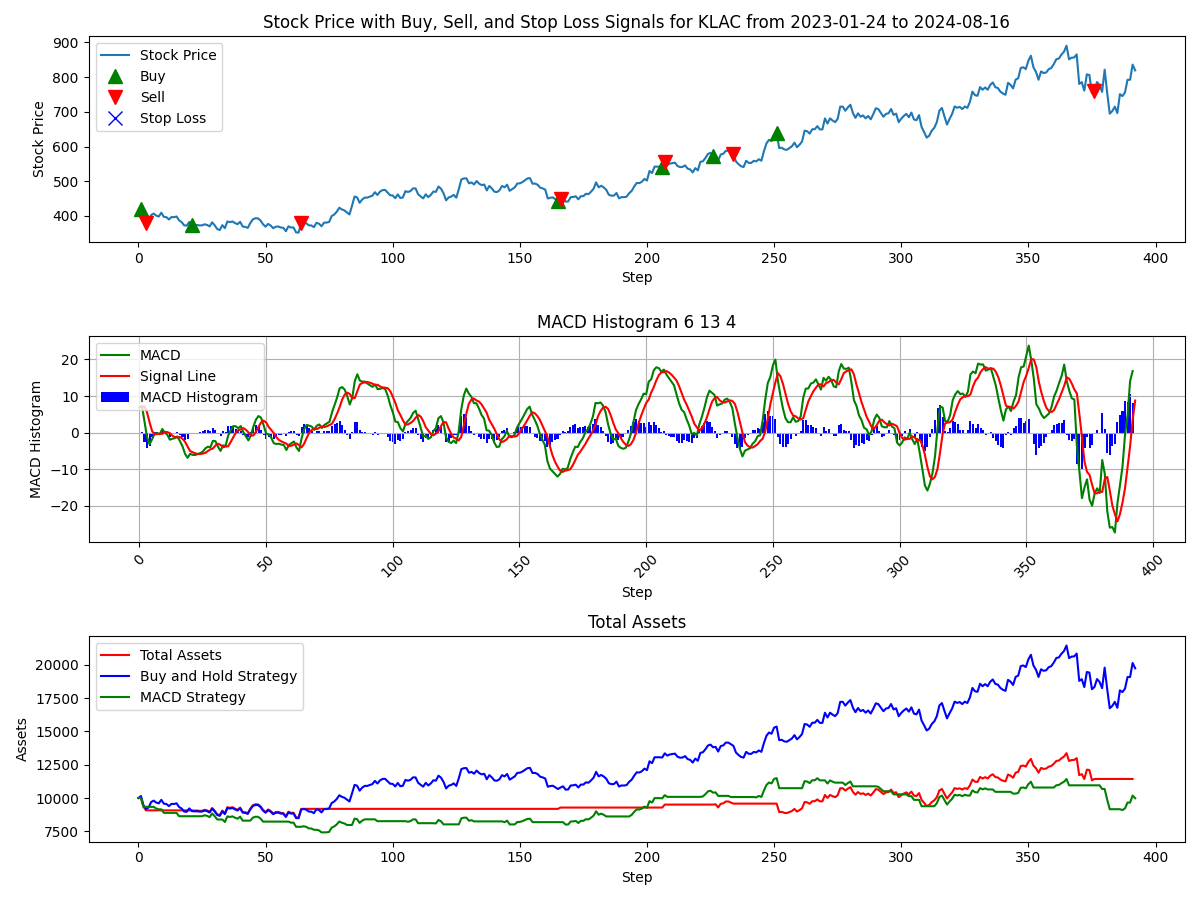 Stock Price with Buy, Sell, and Stop Loss Signals for KLAC from 2023-01-24 to 2024-08-16
Stock Price
900
800
700
600
500
400
Stock Price
Buy
Sell
Stop Loss
0 50 100 150 200 250 300 350 400
Step
MACD Histogram 6 13 4
MACD Histogram
20
10
0
−10
−20
MACD
Signal Line
MACD Histogram
0 50 100 150 200 250 300 350 400
Step
Total Assets
Assets
20000
17500
15000
12500
10000
7500
Total Assets
Buy and Hold Strategy
MACD Strategy
0 50 100 150 200 250 300 350 400
Step